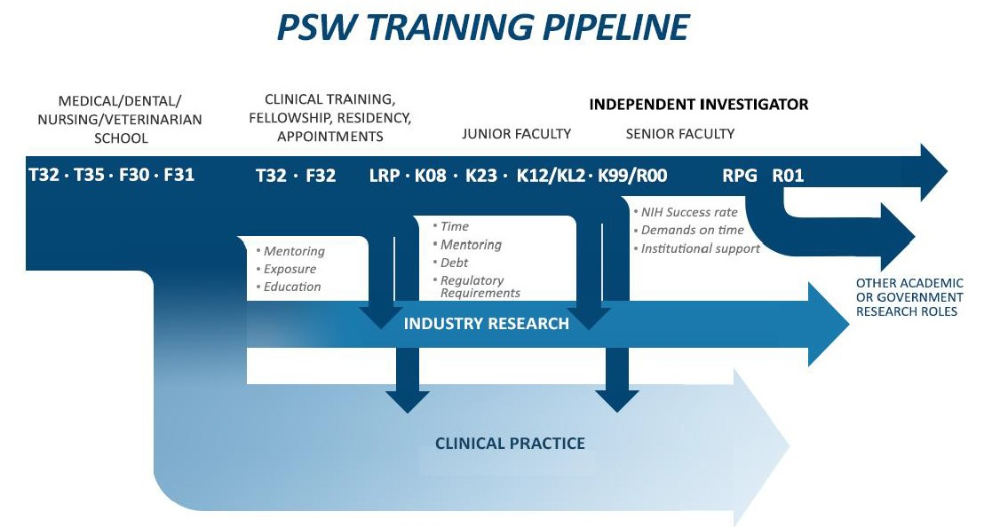 PSW TRAINING PIPELINE
MEDICAL/DENTAL/
NURSING/VETERINARIAN
SCHOOL
CLINICAL TRAINING,
FELLOWSHIP, RESIDENCY,
APPOINTMENTS
JUNIOR FACULTY
INDEPENDENT INVESTIGATOR
SENIOR FACULTY
T32 · T35 · F30 · F31
T32 · F32
LRP · K08 · K23 · K12/KL2 · K99/R00
RPG R01
• Mentoring
• Exposure
• Education
• Time
• Mentoring
• Debt
• Regulatory
Requirements
• NIH Success rate
• Demands on time
• Institutional support
OTHER ACADEMIC
OR GOVERNMENT
RESEARCH ROLES
INDUSTRY RESEARCH
CLINICAL PRACTICE